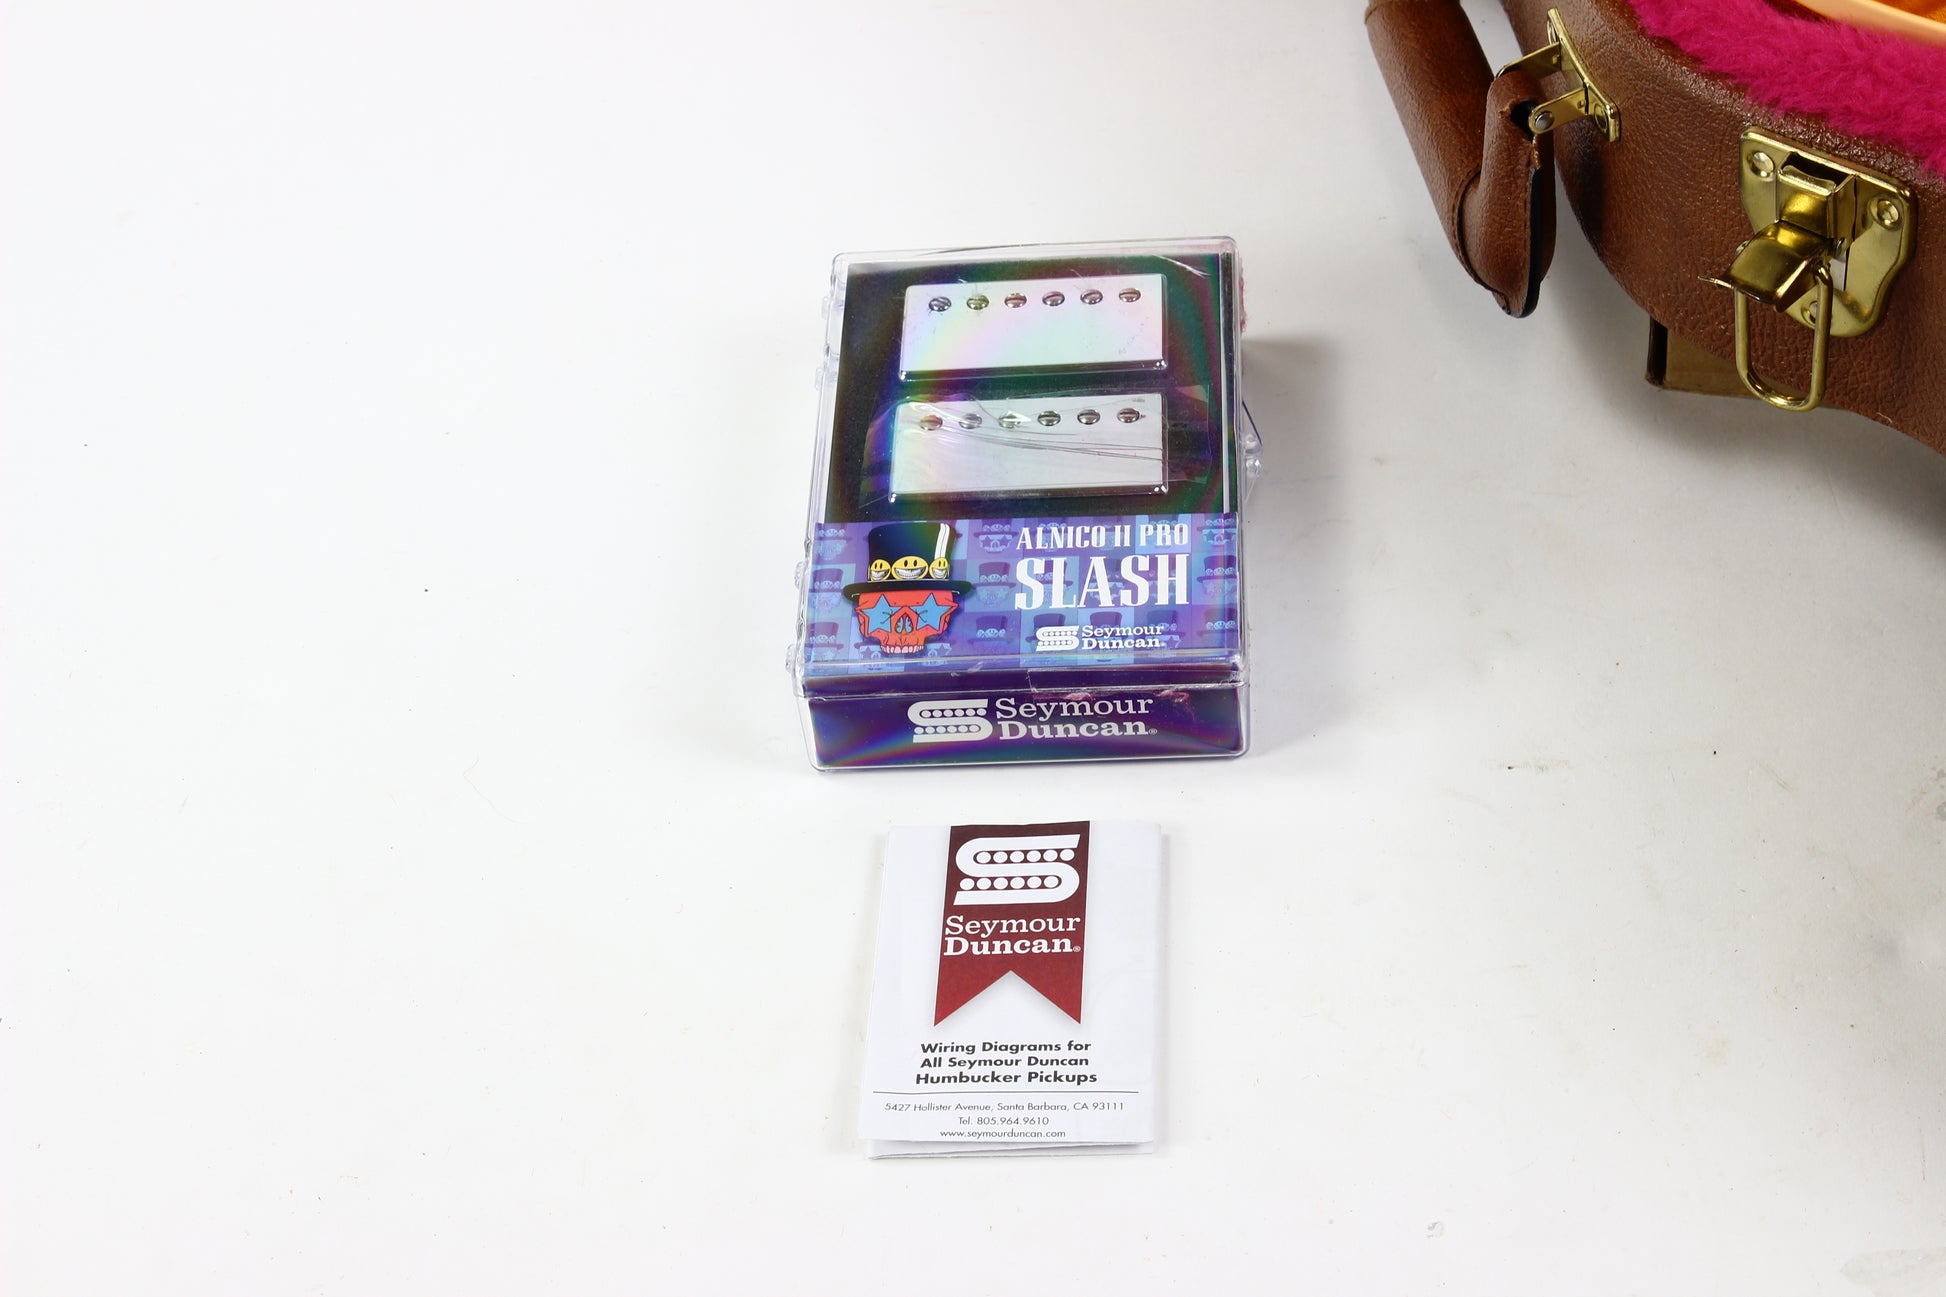 ALNICO II PRO
SLASH
Seymour
Duncan
Seymour
Duncan®
Seymour
Duncan®
Wiring Diagrams for
All Seymour Duncan
Humbucker Pickups
5427 Hollister Avenue, Santa Barbara, CA 93111
Tel. 805.964.9610
www.seymourduncan.com